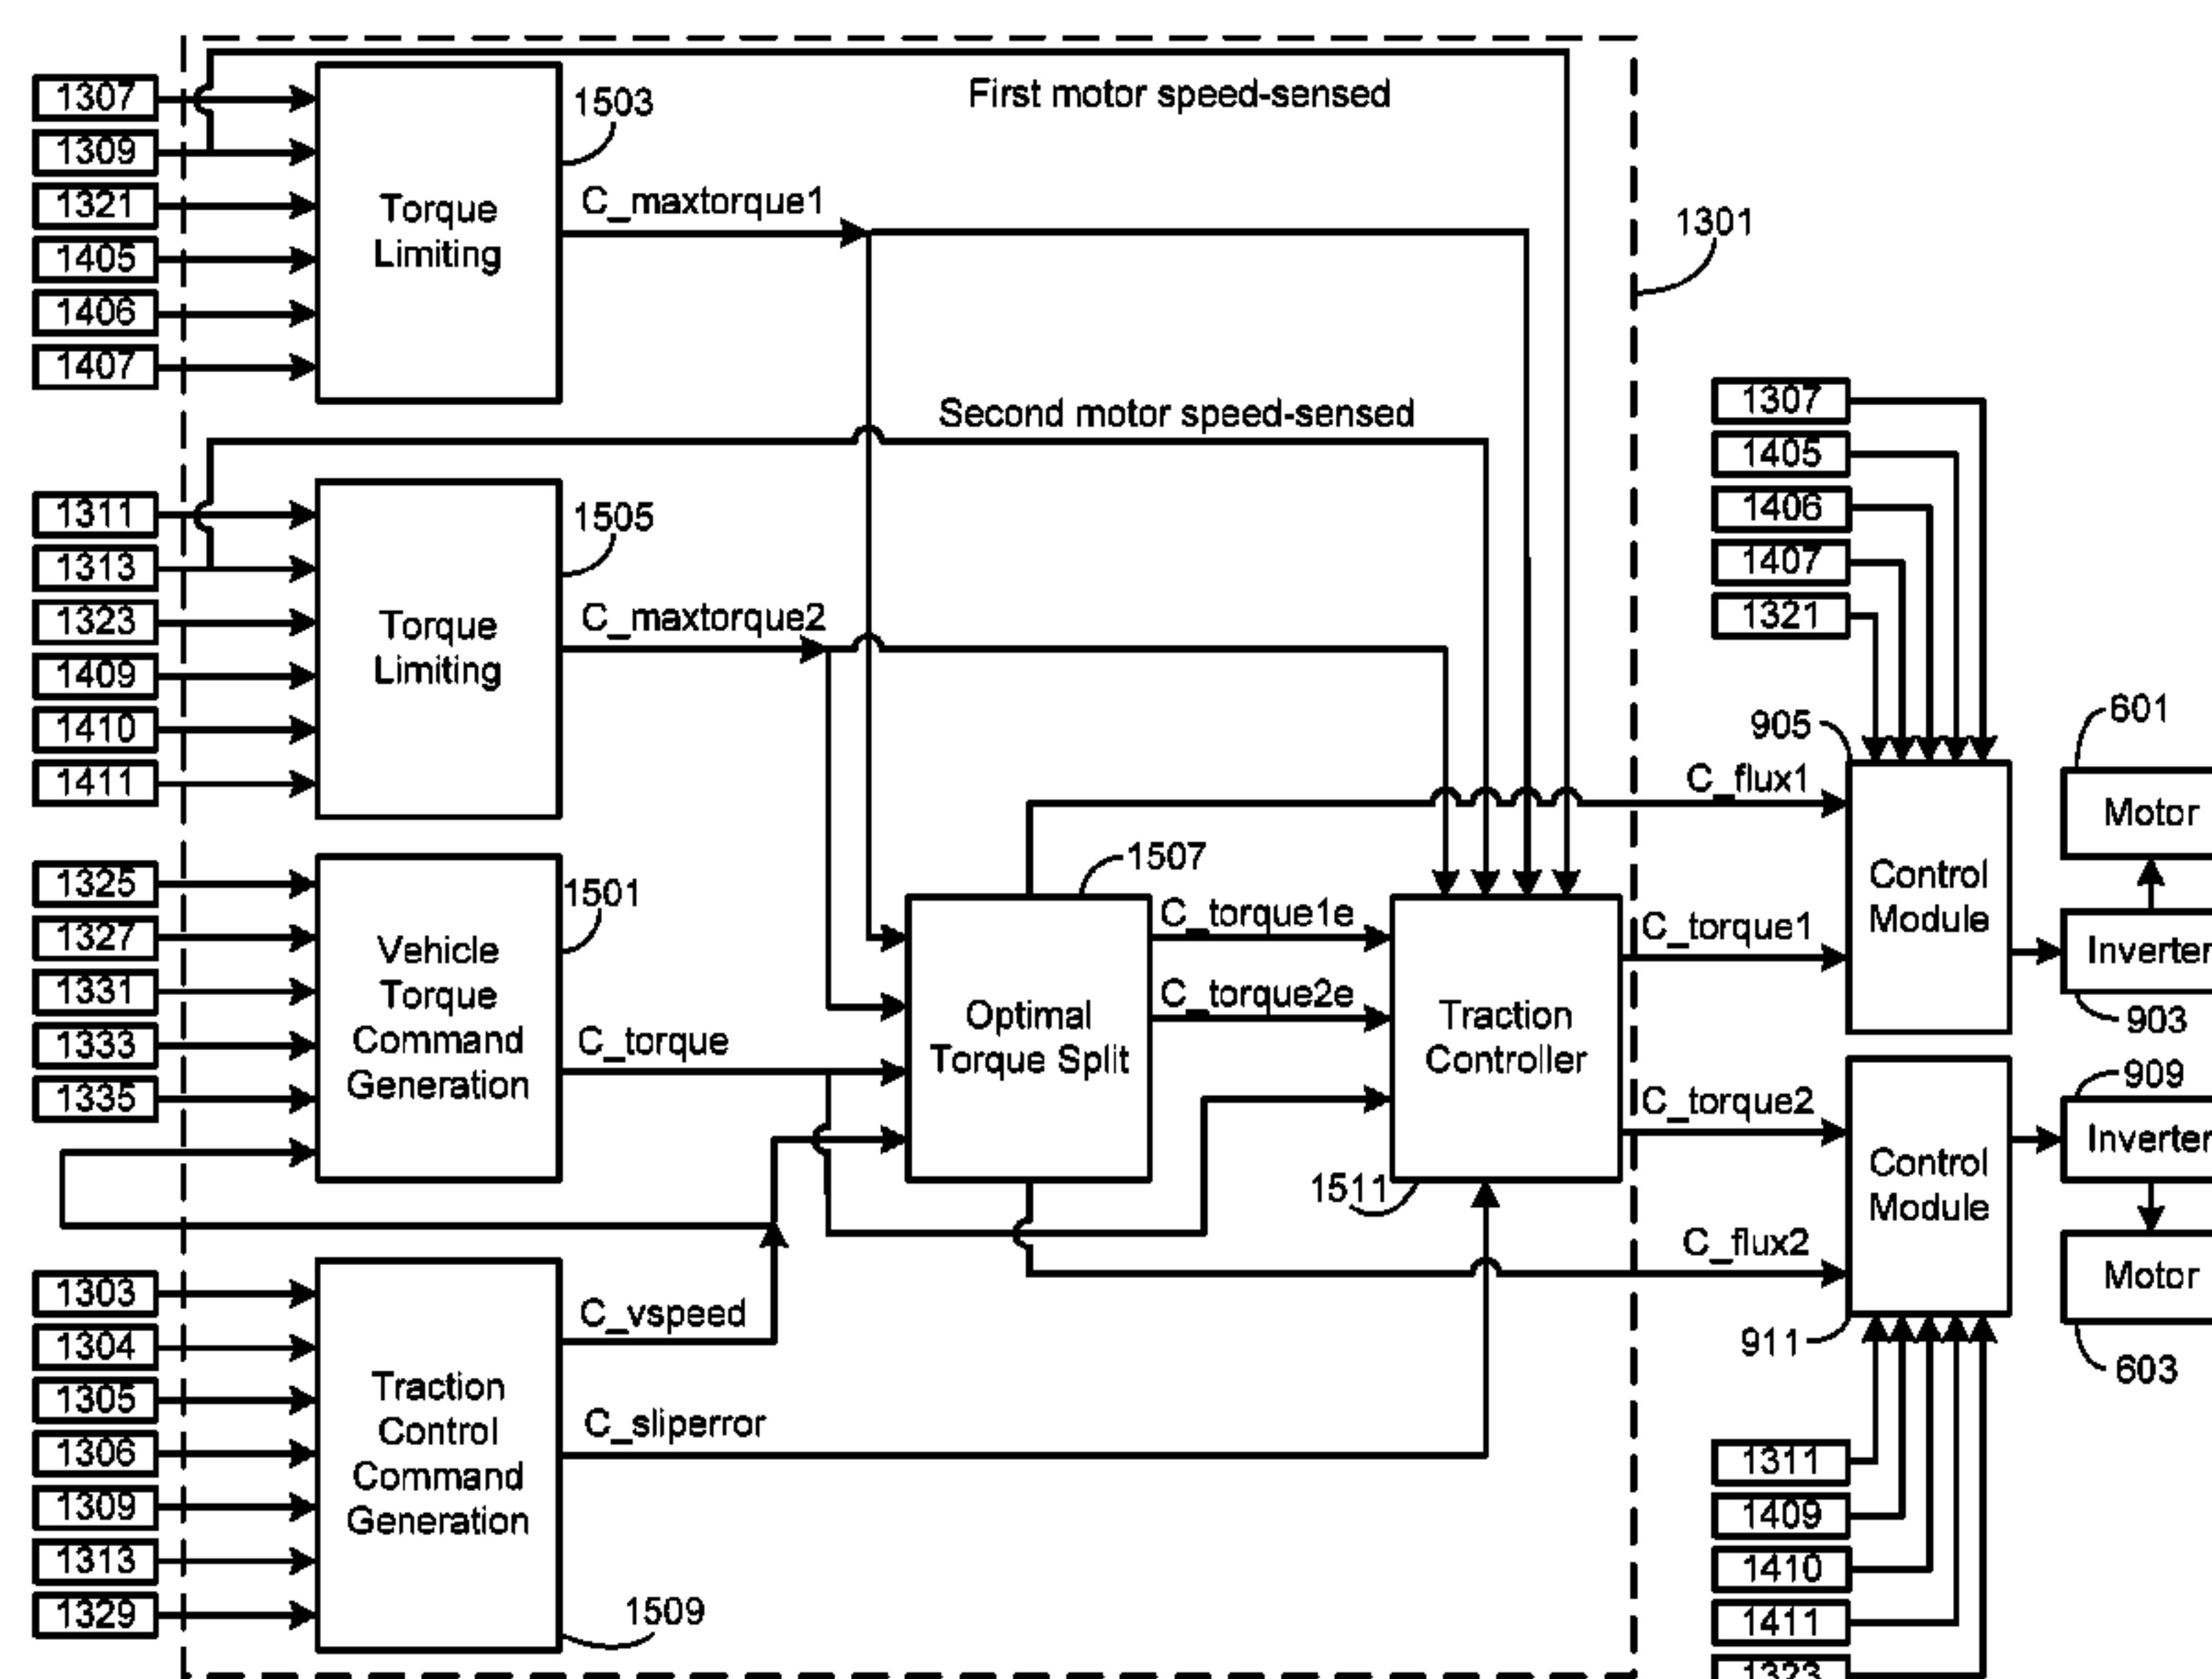 1307
1309
1321
1405
1406
1407
Torque
Limiting
1503
C_maxtorque1
First motor speed-sensed
1301
1311
1313
1323
1409
1410
1411
Torque
Limiting
1505
C_maxtorque2
Second motor speed-sensed
1325
1327
1331
1333
1335
Vehicle
Torque
Command
Generation
1501
C_torque
1303
1304
1305
1306
1309
1313
1329
Traction
Control
Command
Generation
1509
C_vspeed
C_sliperror
Optimal
Torque Split
1507
C_torque1e
C_torque2e
Traction
Controller
1511
C_flux1
C_torque1
C_torque2
C_flux2
1307
1405
1406
1407
1321
905
Control
Module
601
Motor
Inverter
903
Control
Module
911
909
Inverter
Motor
603
1311
1409
1410
1411
1323